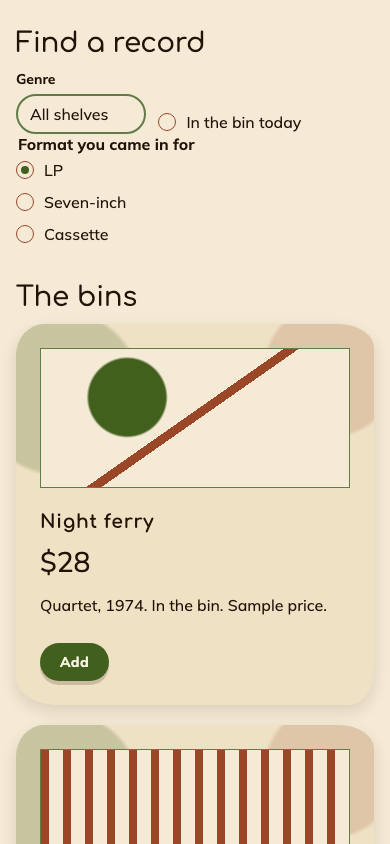 Find a record
Genre
All shelves
In the bin today
Format you came in for
LP
Seven-inch
Cassette
The bins
Night ferry
$28
Quartet, 1974. In the bin. Sample price.
Add